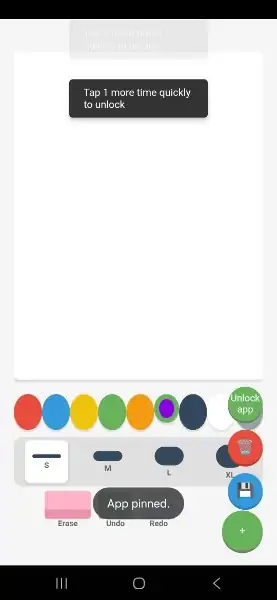 Tap 1 more time quickly
to unlock
Unlock
app
S
M
L
XL
App pinned.
Erase
Undo
Redo
+